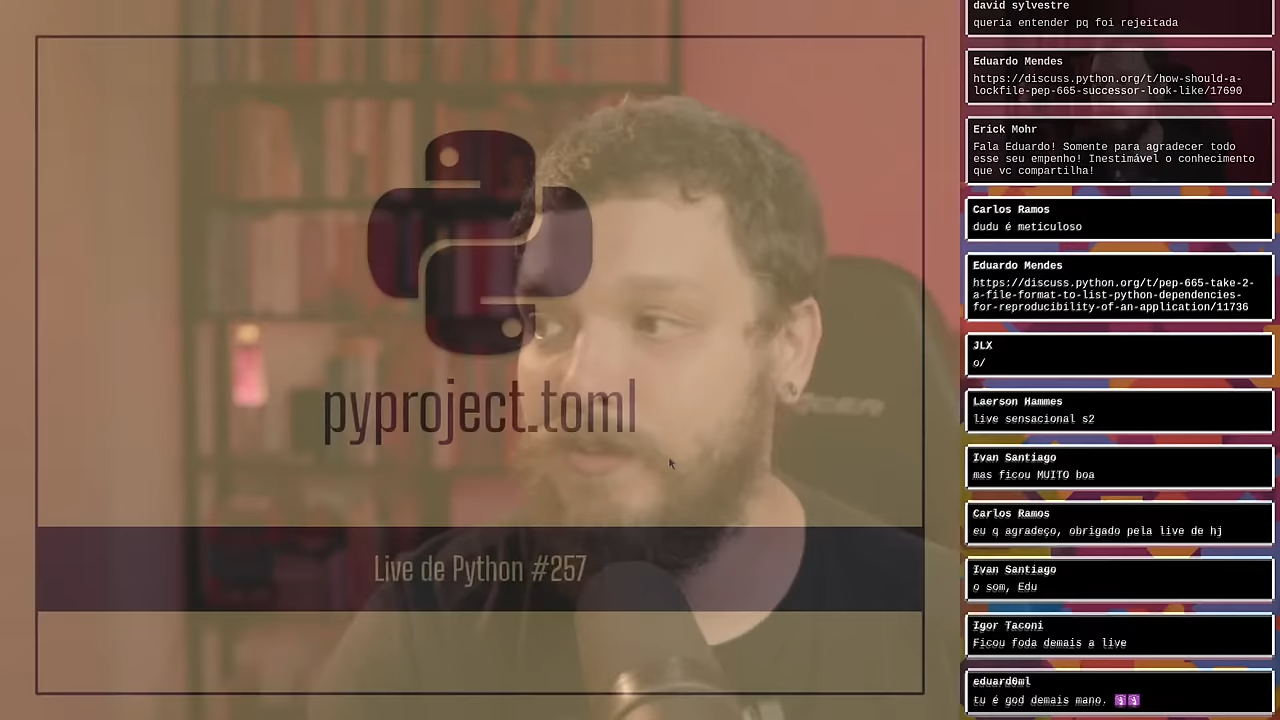 pyproject.toml
Live de Python #257
david sylvestre
queria entender pq foi rejeitada
Eduardo Mendes
https://discuss.python.org/t/how-should-a-
lockfile-pep-665-successor-look-like/17690
Erick Mohr
Fala Eduardo! Somente para agradecer todo
esse seu empenho! Inestimável o conhecimento
que vc compartilha!
Carlos Ramos
dudu é meticuloso
Eduardo Mendes
https://discuss.python.org/t/pep-665-take-2-
a-file-format-to-list-python-dependencies-
for-reproducibility-of-an-application/11736
JLX
o/
Laerson Hammes
live sensacional s2
Ivan Santiago
mas ficou MUITO boa
Carlos Ramos
eu q agradeço, obrigado pela live de hj
Ivan Santiago
o som, Edu
Igor Taconi
Ficou foda demais a live
eduard0ml
tu é god demais mano.